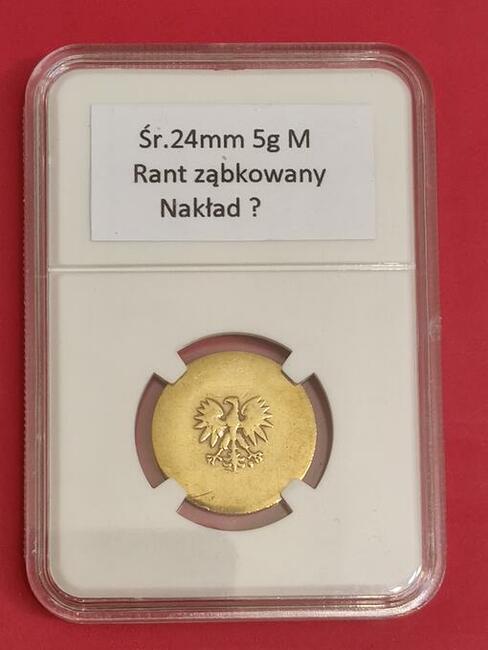 Śr.24mm 5g M
Rant ząbkowany
Nakład ?